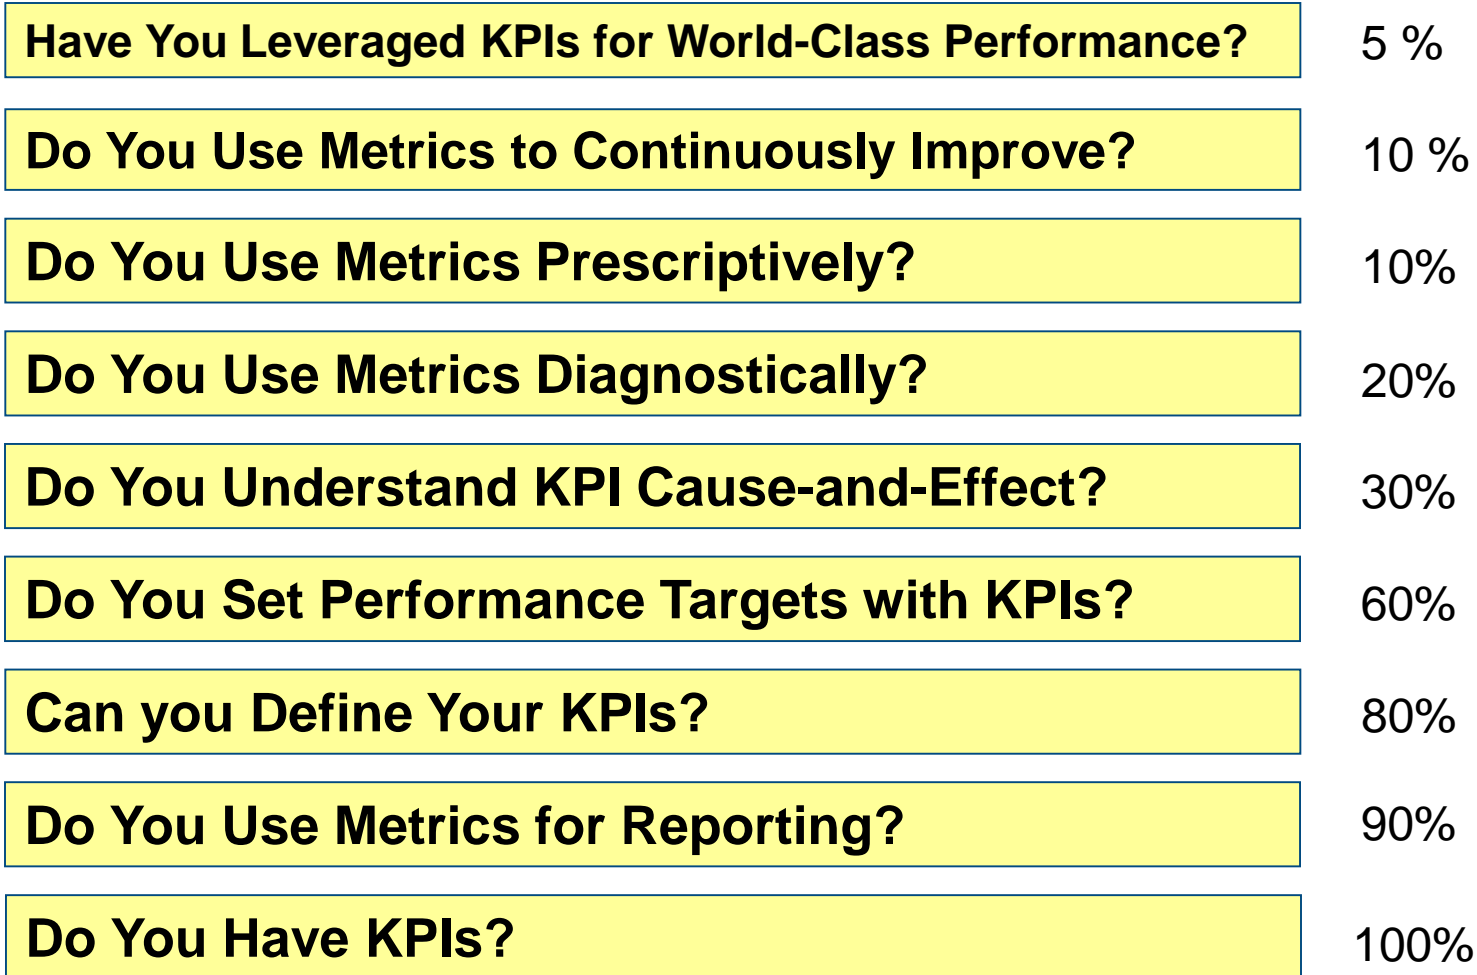 Have You Leveraged KPIs for World-Class Performance? 5 %
Do You Use Metrics to Continuously Improve? 10 %
Do You Use Metrics Prescriptively? 10%
Do You Use Metrics Diagnostically? 20%
Do You Understand KPI Cause-and-Effect? 30%
Do You Set Performance Targets with KPIs? 60%
Can you Define Your KPIs? 80%
Do You Use Metrics for Reporting? 90%
Do You Have KPIs? 100%